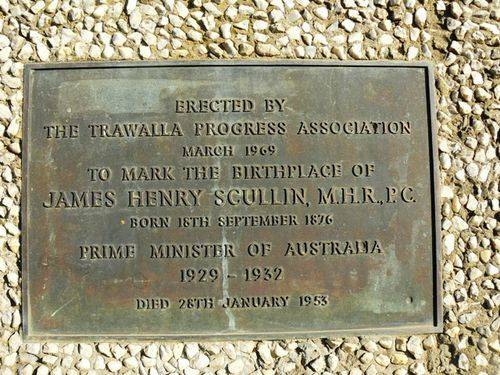 ERECTED BY
THE TRAWALLA PROGRESS ASSOCIATION
MARCH 1969
TO MARK THE BIRTHPLACE OF
JAMES HENRY SCULLIN, M.H.R., P.C.
BORN 18TH SEPTEMBER 1876
PRIME MINISTER OF AUSTRALIA
1929 - 1932
DIED 28TH JANUARY 1953